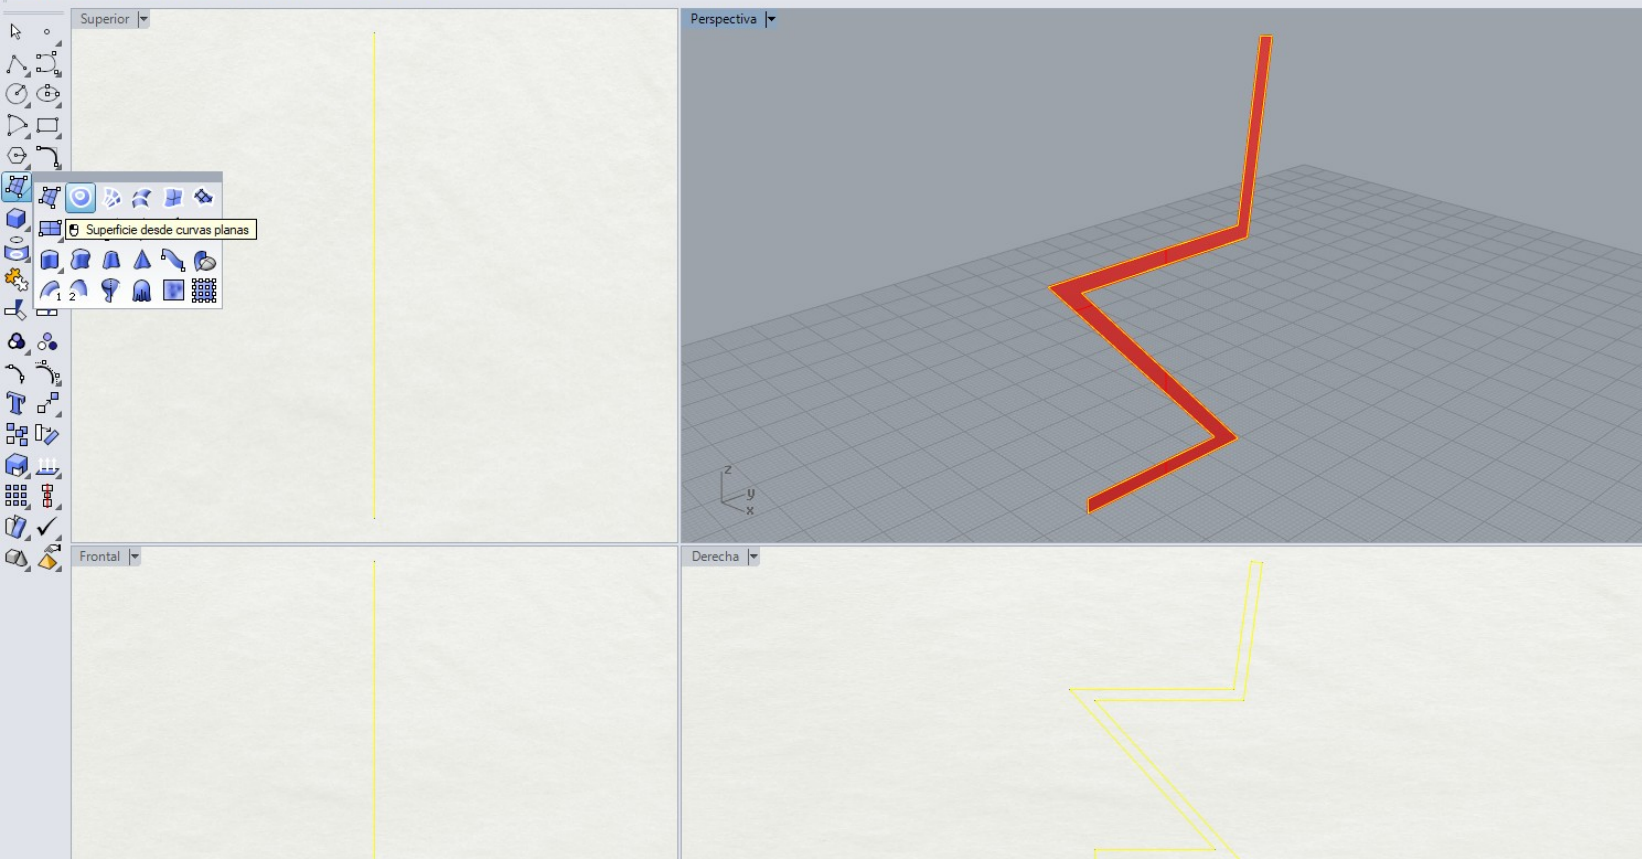 Superior
Perspectiva
Superficie desde curvas planas
1 2
z
y
x
Frontal
Derecha